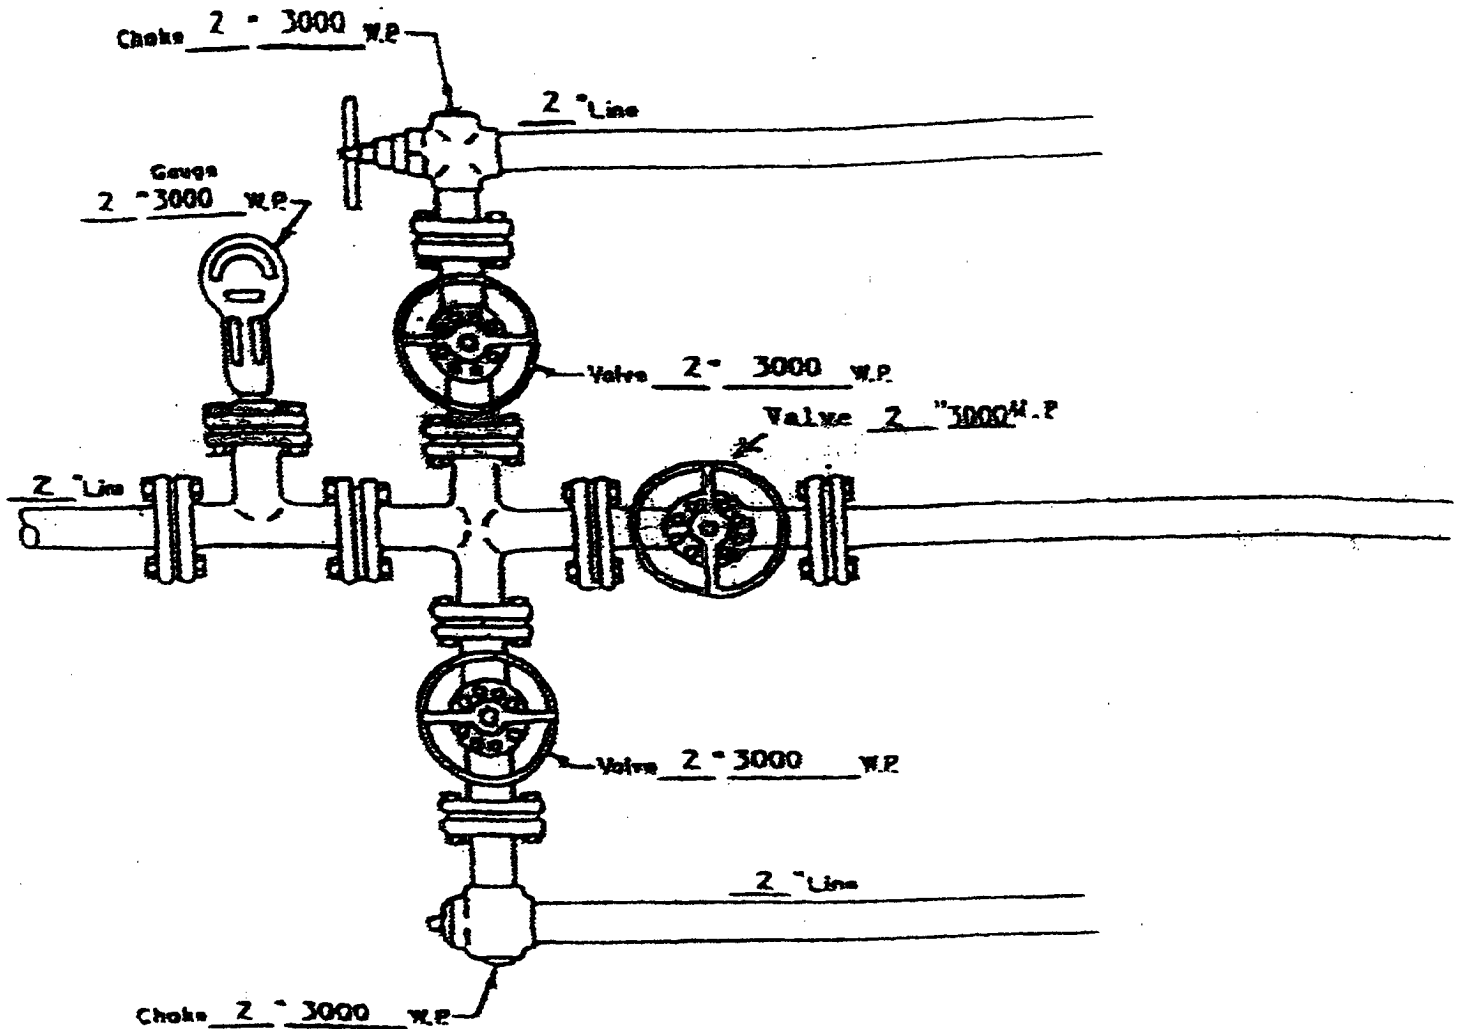 Choke 2 " 3000 W.P.
2 " Line
Gauge
2 " 3000 W.P.
Valve 2 " 3000 W.P.
Valve 2 " 3000 W.P
2 " Line
Valve 2 " 3000 W.P.
2 " Line
Choke 2 " 3000 W.P.